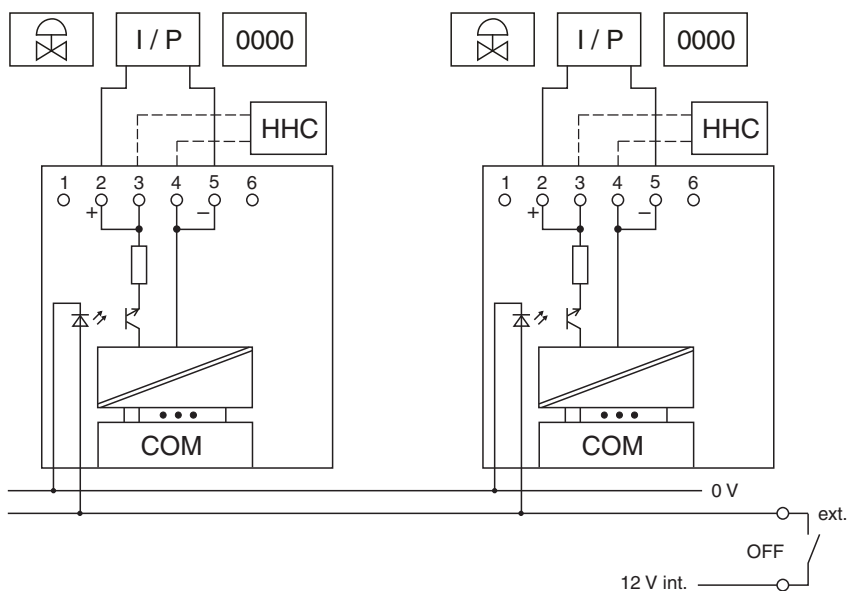 I / P 0000 I / P 0000
HHC HHC
1 2 3 4 5 6 1 2 3 4 5 6
+ – + –
COM COM
0 V
ext.
OFF
12 V int.